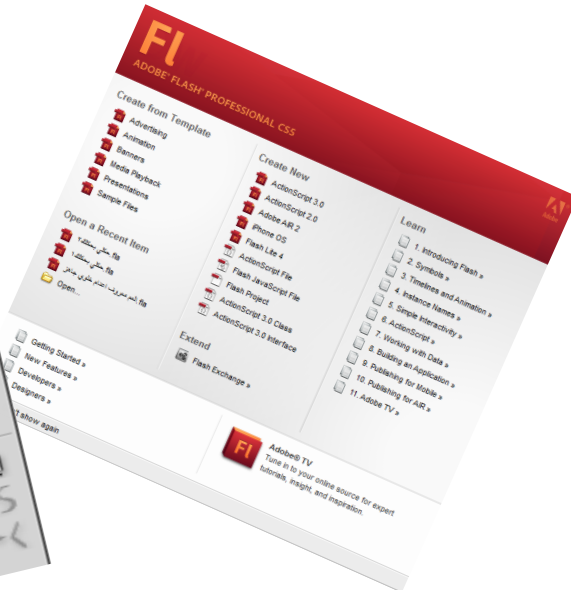 Fl
ADOBE® FLASH® PROFESSIONAL CS5
Adobe
Create from Template
Advertising
Animation
Banners
Media Playback
Presentations
Sample Files
Open a Recent Item
.fla
.fla
.fla
Open...
Create New
ActionScript 3.0
ActionScript 2.0
Adobe AIR 2
iPhone OS
Flash Lite 4
ActionScript File
Flash JavaScript File
Flash Project
ActionScript 3.0 Class
ActionScript 3.0 Interface
Extend
Flash Exchange »
Learn
1. Introducing Flash »
2. Symbols »
3. Timelines and Animation »
4. Instance Names »
5. Simple Interactivity »
6. ActionScript »
7. Working with Data »
8. Building an Application »
9. Publishing for Mobile »
10. Publishing for AIR »
11. Adobe TV »
Getting Started »
New Features »
Developers »
Designers »
show again
Fl
Adobe® TV
Tune in to your online source for expert
tutorials, insight, and inspiration.